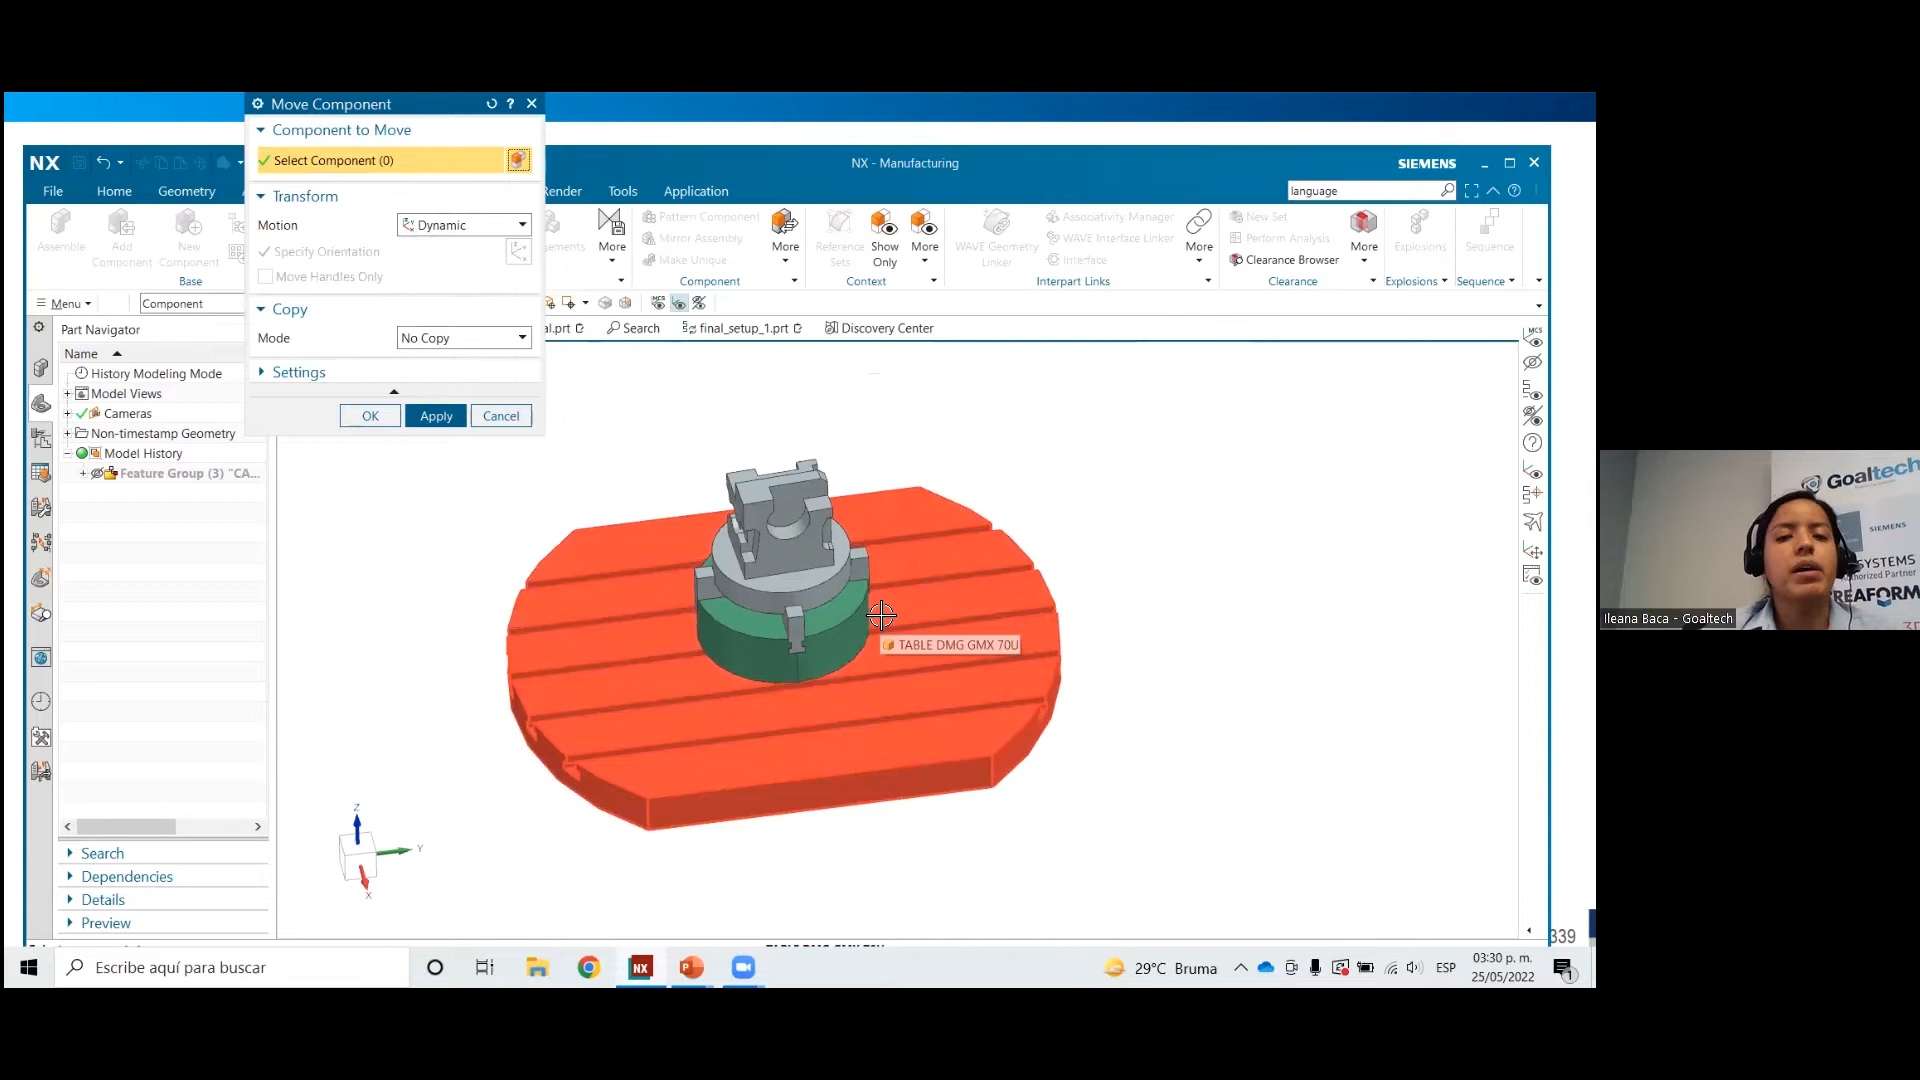 Move Component
Component to Move
Select Component (0)
Transform
Motion
Dynamic
Specify Orientation
Move Handles Only
Copy
Mode
No Copy
Settings
OK
Apply
Cancel
NX
NX - Manufacturing
SIEMENS
File
Home
Geometry
Render
Tools
Application
language
Assemble
Add
Component
New
Component
Base
More
Pattern Component
Mirror Assembly
Make Unique
More
Component
Reference
Sets
Show
Only
More
Context
WAVE Geometry
Linker
Associativity Manager
WAVE Interface Linker
Interface
More
Interpart Links
New Set
Perform Analysis
Clearance Browser
More
Clearance
Explosions
Explosions
Sequence
Sequence
Menu
Component
Part Navigator
al.prt
Search
final_setup_1.prt
Discovery Center
Name
History Modeling Mode
Model Views
Cameras
Non-timestamp Geometry
Model History
Feature Group (3) "CA...
Search
Dependencies
Details
Preview
TABLE DMG GMX 70U
Z
Y
X
MCS
339
Goaltech
SIEMENS
SYSTEMS
Ileana Baca - Goaltech
Escribe aquí para buscar
29°C Bruma
ESP
03:30 p. m.
25/05/2022
1